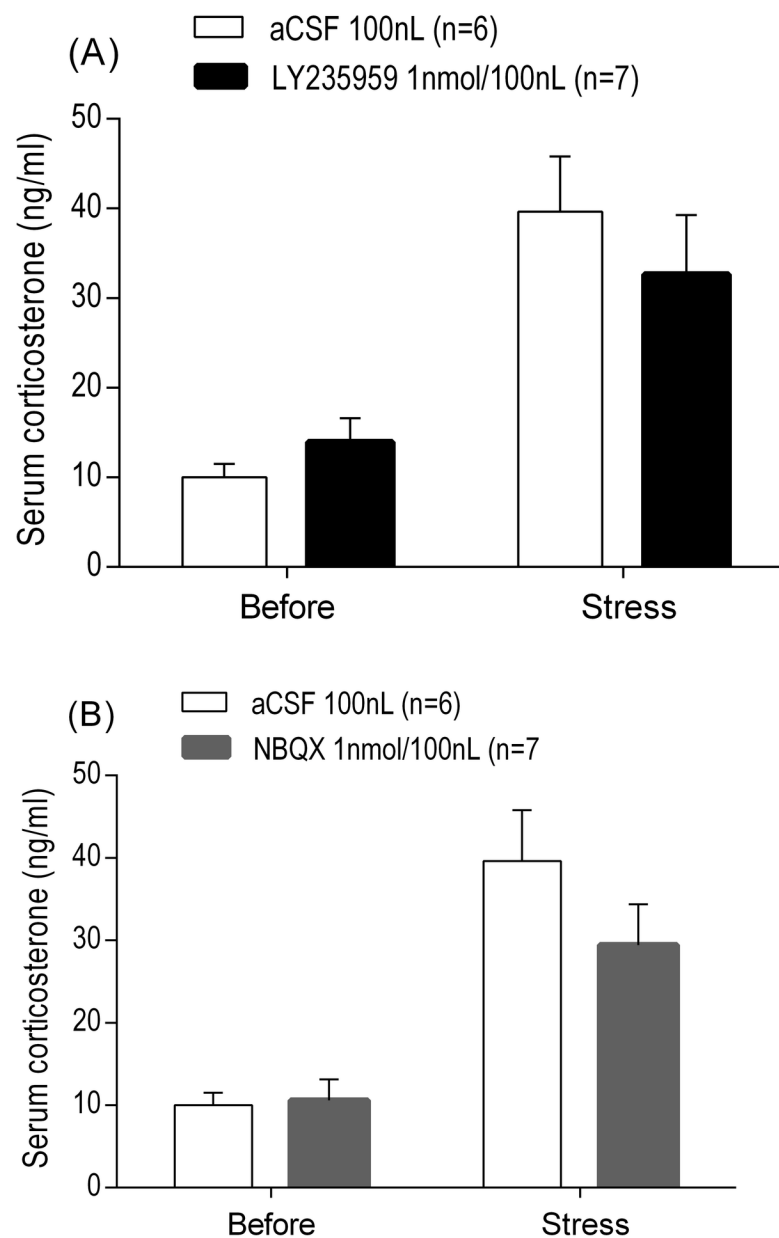 (A)
aCSF 100nL (n=6)
LY235959 1nmol/100nL (n=7)
Serum corticosterone (ng/ml)
50
40
30
20
10
0
Before Stress
(B)
aCSF 100nL (n=6)
NBQX 1nmol/100nL (n=7
Serum corticosterone (ng/ml)
50
40
30
20
10
0
Before Stress